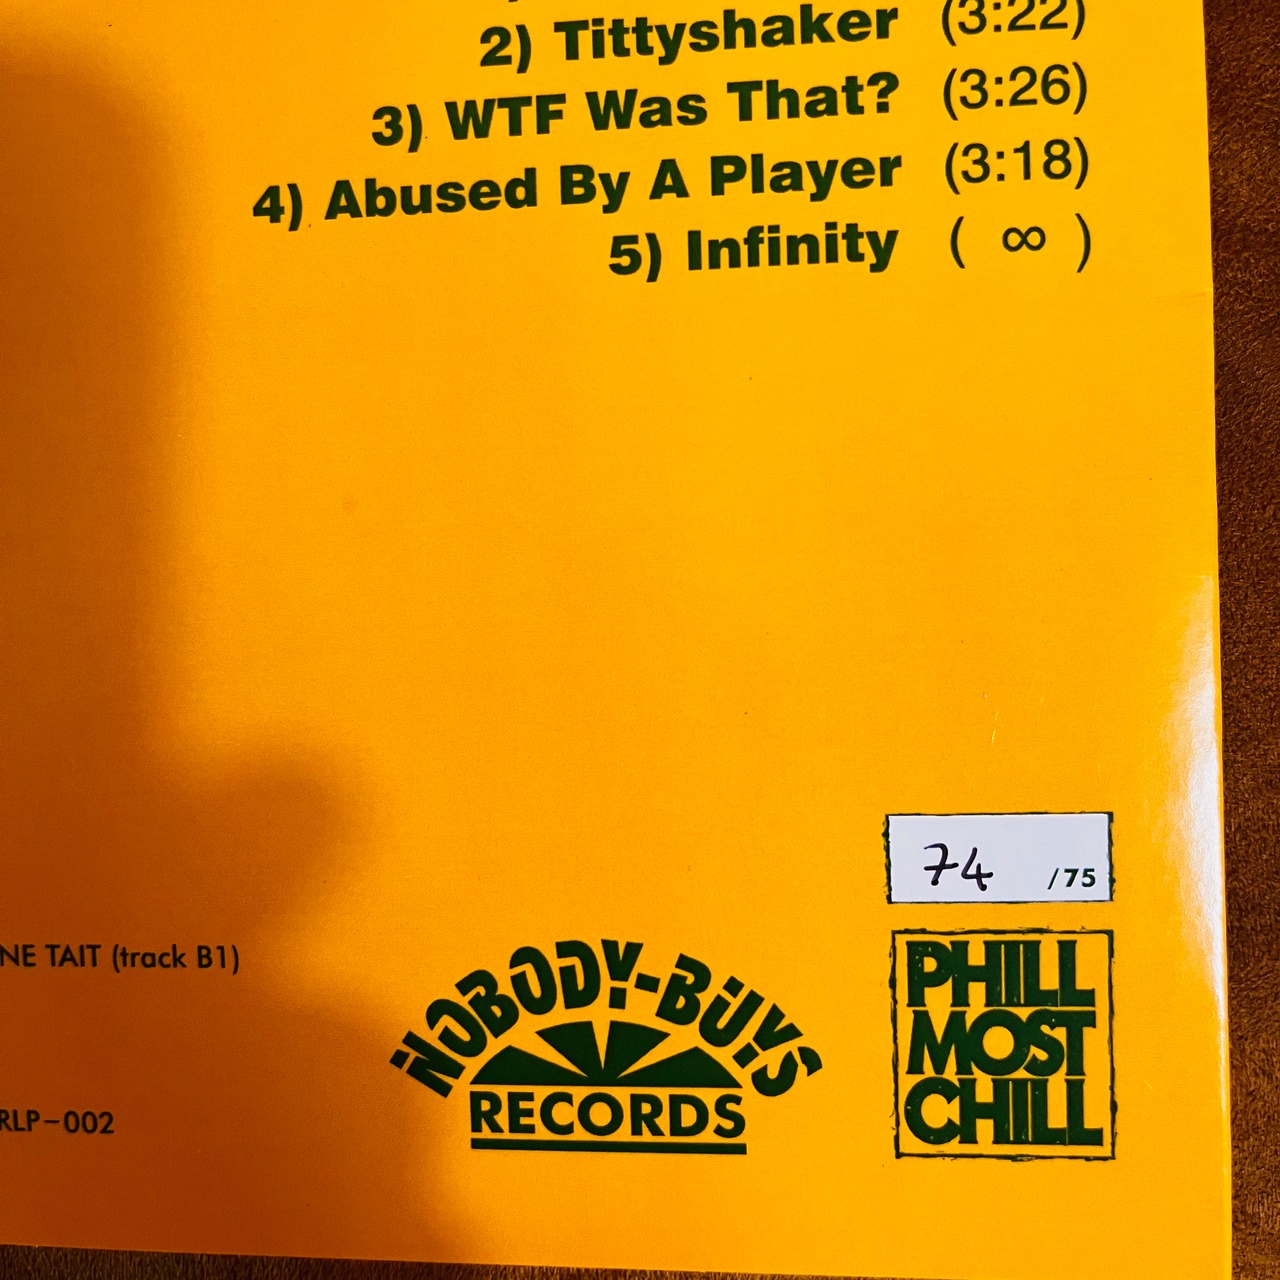 2) Tittyshaker (3:22)
3) WTF Was That? (3:26)
4) Abused By A Player (3:18)
5) Infinity ( ∞ )
74 /75
NE TAIT (track B1)
NOBODY-BUYS
RECORDS
PHILL
MOST
CHILL
RLP-002